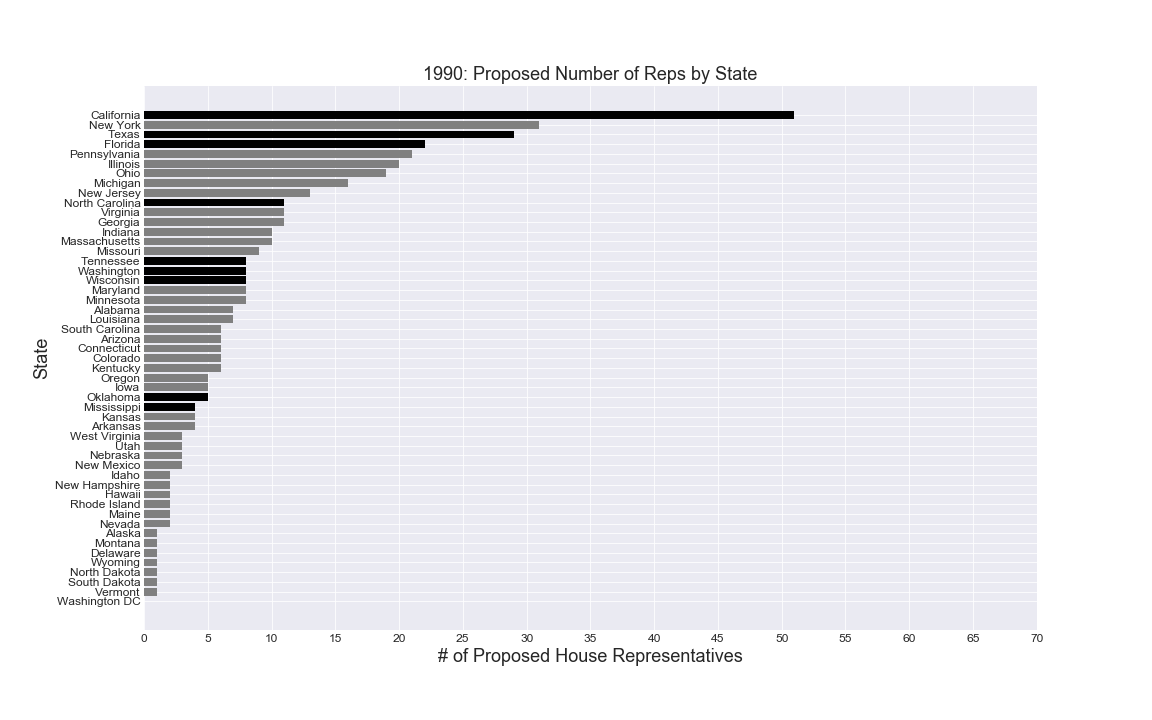 1990: Proposed Number of Reps by State
California
New York
Texas
Florida
Pennsylvania
Illinois
Ohio
Michigan
New Jersey
North Carolina
Virginia
Georgia
Indiana
Massachusetts
Missouri
Tennessee
Washington
Wisconsin
Maryland
Minnesota
Alabama
Louisiana
South Carolina
Arizona
Connecticut
Colorado
Kentucky
Oregon
Iowa
Oklahoma
Mississippi
Kansas
Arkansas
West Virginia
Utah
Nebraska
New Mexico
Idaho
New Hampshire
Hawaii
Rhode Island
Maine
Nevada
Alaska
Montana
Delaware
Wyoming
North Dakota
South Dakota
Vermont
Washington DC
State
0 5 10 15 20 25 30 35 40 45 50 55 60 65 70
# of Proposed House Representatives